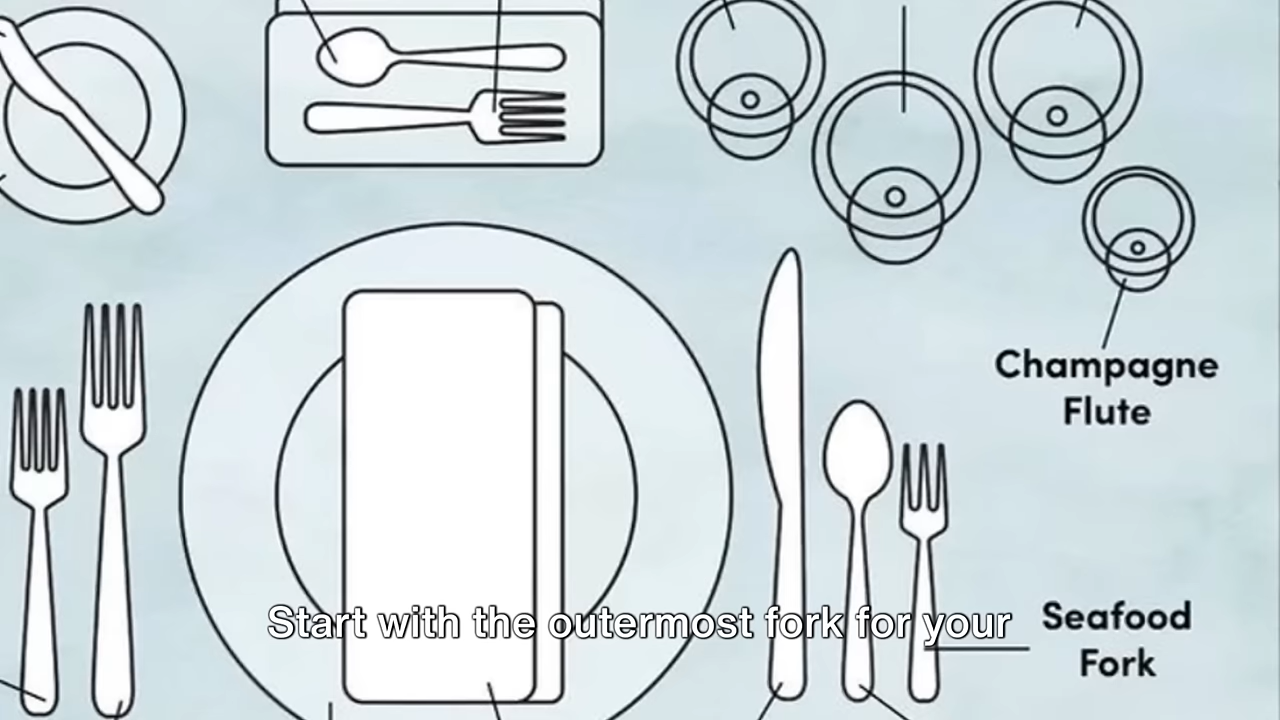 Champagne
Flute
Seafood
Fork
Start with the outermost fork for your